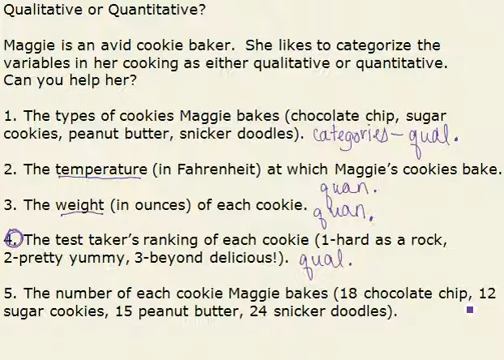 Qualitative or Quantitative?
Maggie is an avid cookie baker. She likes to categorize the
variables in her cooking as either qualitative or quantitative.
Can you help her?
1. The types of cookies Maggie bakes (chocolate chip, sugar
cookies, peanut butter, snicker doodles). categories - qual.
2. The temperature (in Fahrenheit) at which Maggie's cookies bake.
quan.
3. The weight (in ounces) of each cookie. quan.
4. The test taker's ranking of each cookie (1-hard as a rock,
2-pretty yummy, 3-beyond delicious!). qual.
5. The number of each cookie Maggie bakes (18 chocolate chip, 12
sugar cookies, 15 peanut butter, 24 snicker doodles).